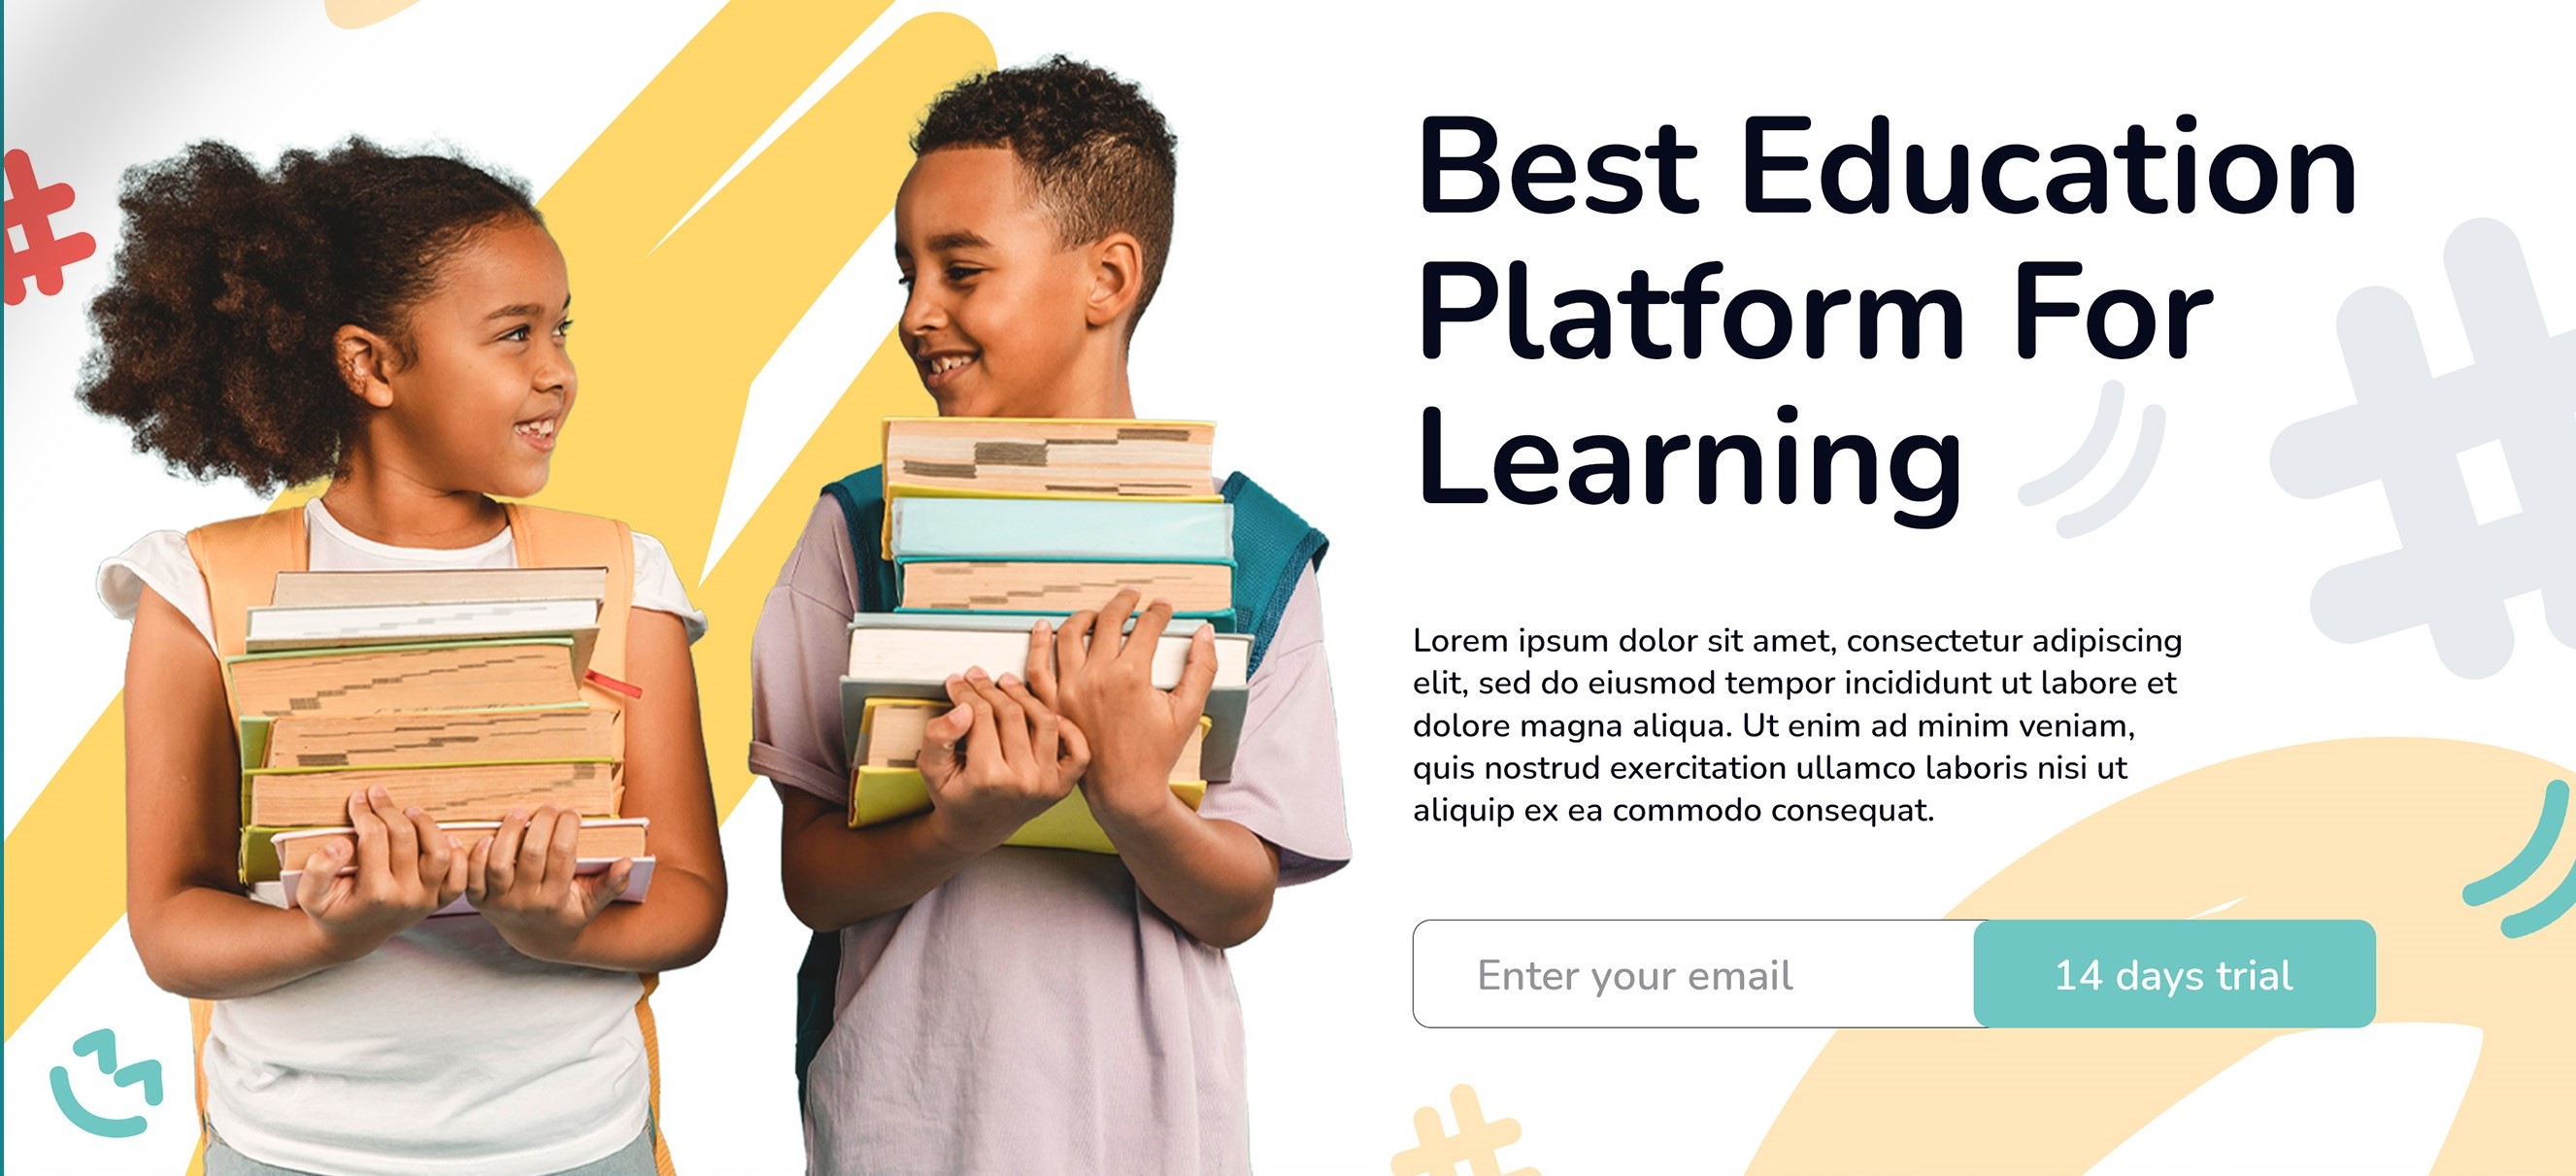 Best Education
Platform For
Learning
Lorem ipsum dolor sit amet, consectetur adipiscing
elit, sed do eiusmod tempor incididunt ut labore et
dolore magna aliqua. Ut enim ad minim veniam,
quis nostrud exercitation ullamco laboris nisi ut
aliquip ex ea commodo consequat.
Enter your email
14 days trial